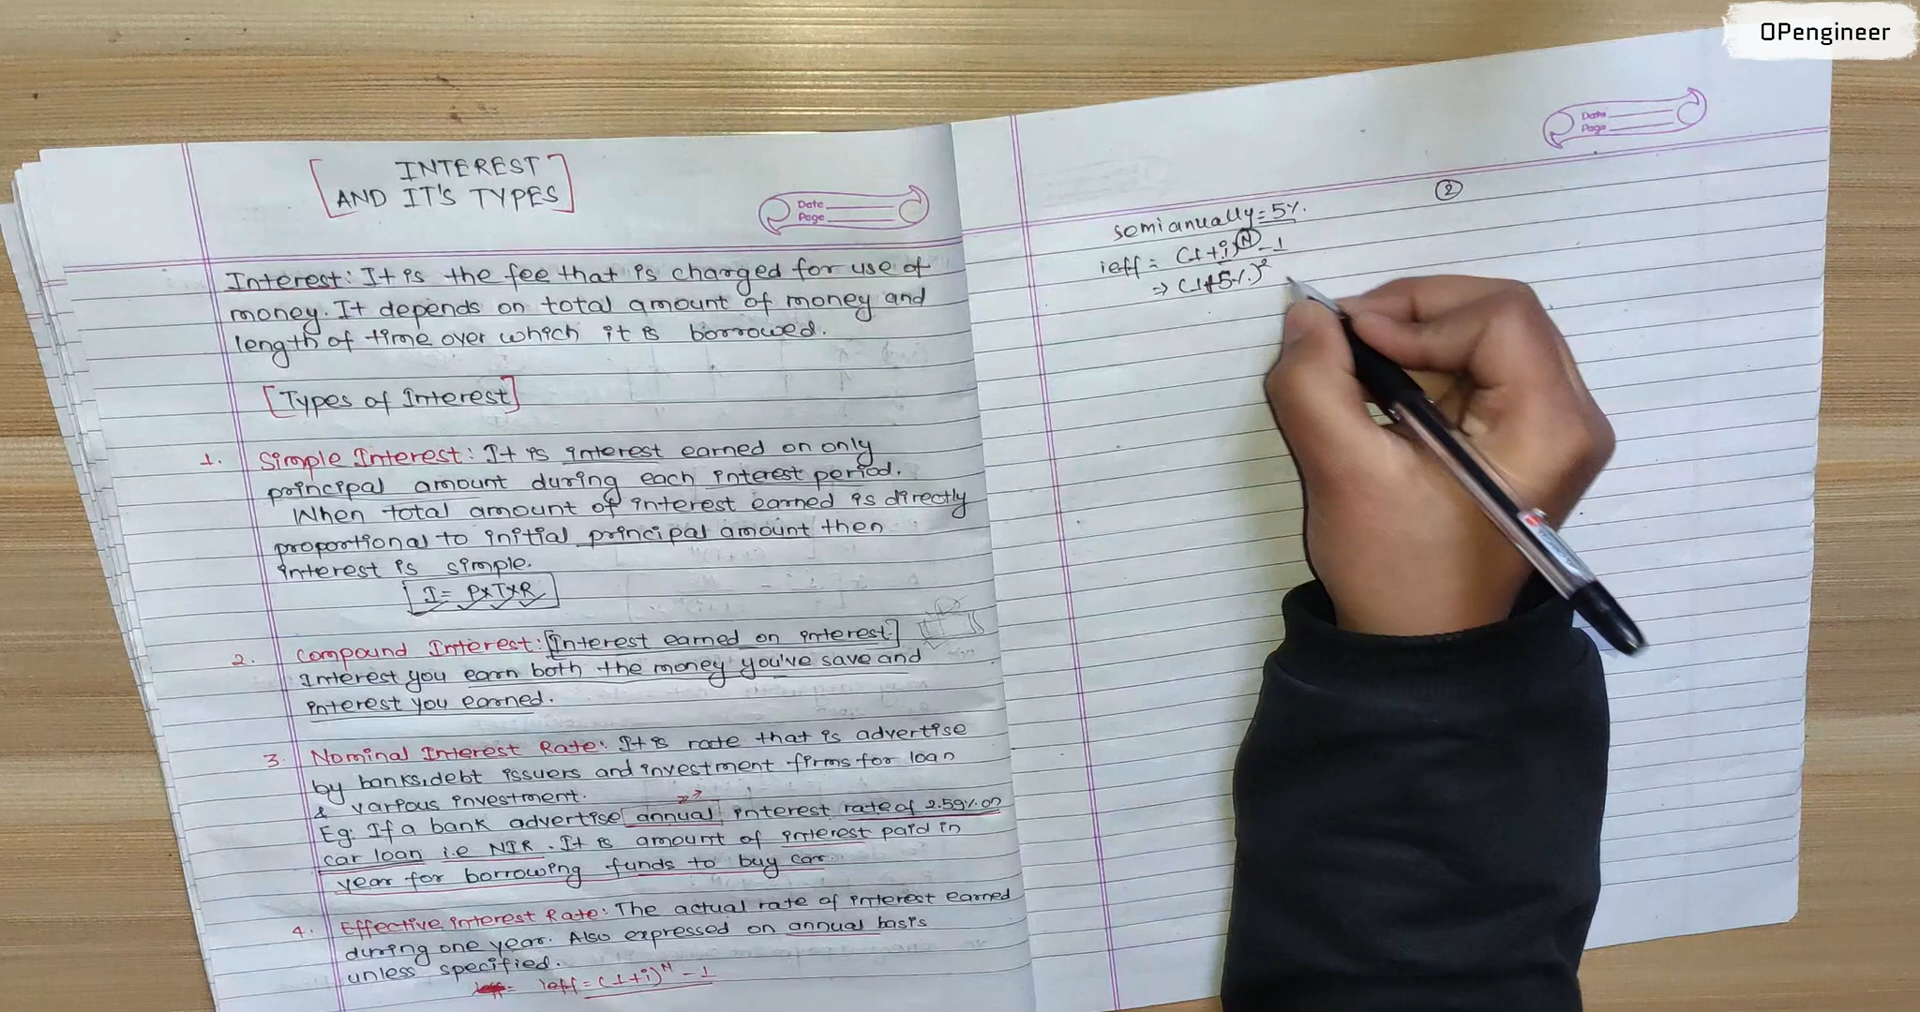 OPengineer
[INTEREST
AND IT'S TYPES]
Date
Page
Interest: It is the fee that is charged for use of
money. It depends on total amount of money and
length of time over which it is borrowed.
[Types of Interest]
1. Simple Interest: It is interest earned on only
principal amount during each interest period.
When total amount of interest earned is directly
proportional to initial principal amount then
interest is simple.
I = P×T×R
2. Compound Interest: [Interest earned on interest.]
Interest you earn both the money you've save and
interest you earned.
3. Nominal Interest Rate: It is rate that is advertise
by banks, debt issuers and investment firms for loan
& various investment.
Eg: If a bank advertise annual interest rate of 2.59% on
car loan i.e NIR. It is amount of interest paid in
year for borrowing funds to buy car.
4. Effective interest Rate: The actual rate of interest earned
during one year. Also expressed on annual basis
unless specified.
ieff = (1+i)^N - 1
Date
Page
2
semianually = 5%.
ieff = (1+i)^N - 1
⇒ (1+5%)^2